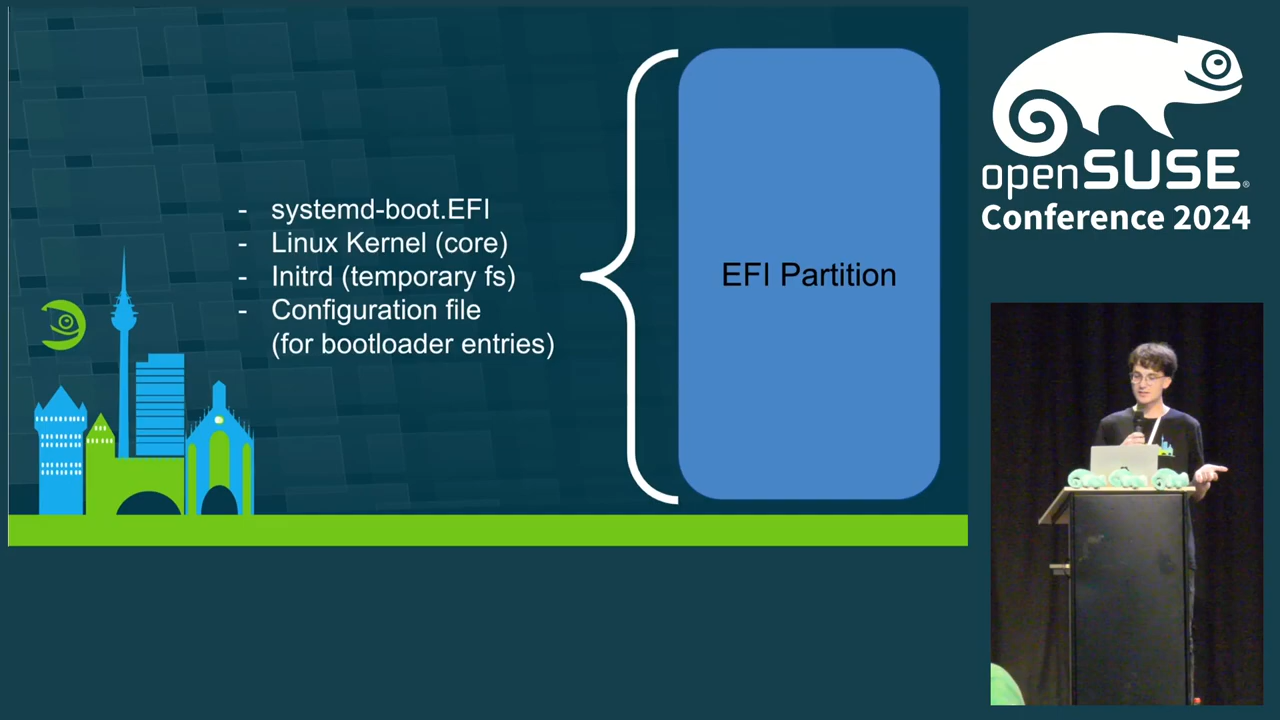 - systemd-boot.EFI
- Linux Kernel (core)
- Initrd (temporary fs)
- Configuration file
(for bootloader entries)
EFI Partition
openSUSE®
Conference 2024